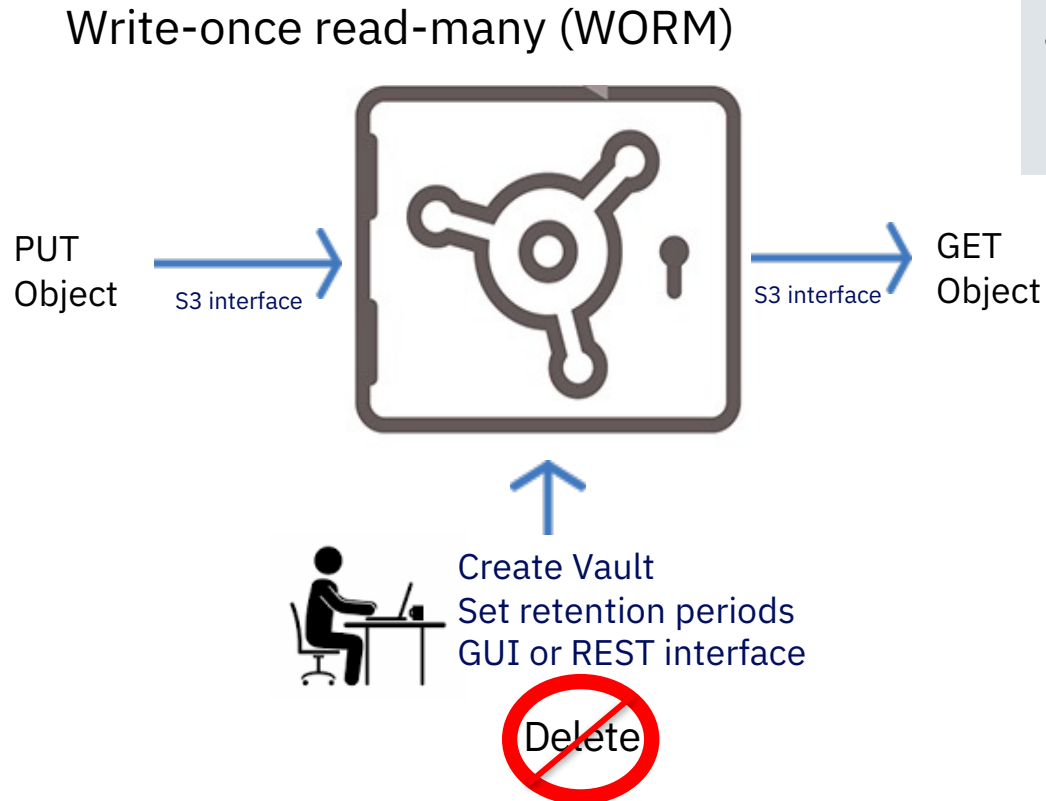 Write-once read-many (WORM)
PUT
Object
S3 interface
S3 interface
GET
Object
Create Vault
Set retention periods
GUI or REST interface
Delete